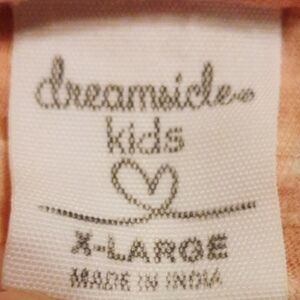 dreamsicle
kids
X-LARGE
MADE IN INDIA